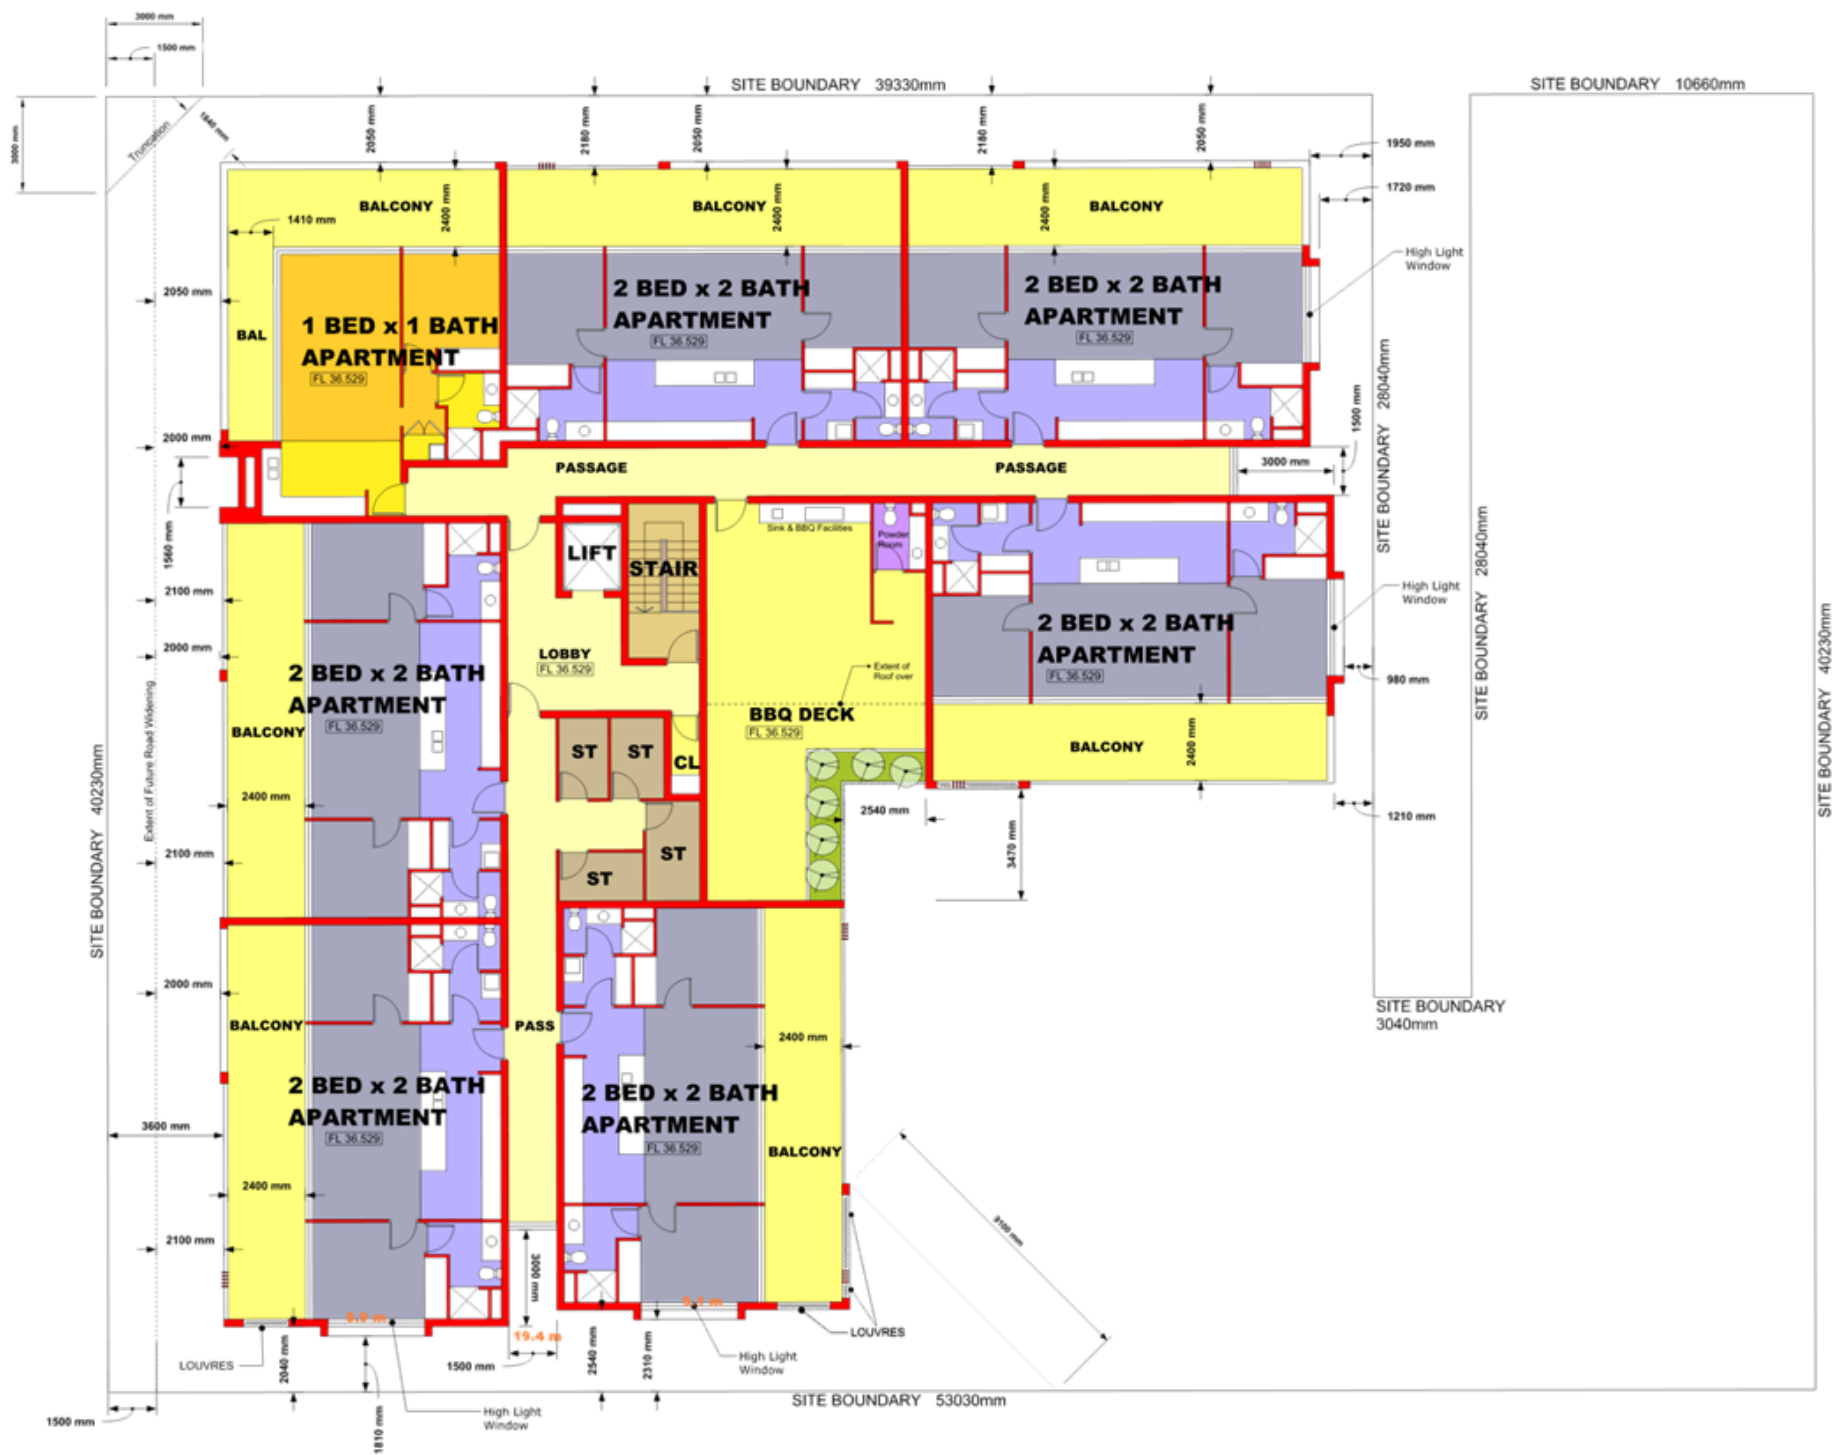 3000 mm
1500 mm
SITE BOUNDARY 39330mm
SITE BOUNDARY 10660mm
3000 mm
Truncation
1840 mm
2050 mm
2180 mm
2050 mm
2180 mm
2050 mm
1950 mm
1720 mm
BALCONY
2400 mm
BALCONY
2400 mm
BALCONY
2400 mm
1410 mm
High Light
Window
2050 mm
BAL
1 BED x 1 BATH
APARTMENT
FL 36.529
2 BED x 2 BATH
APARTMENT
FL 36.529
2 BED x 2 BATH
APARTMENT
FL 36.529
SITE BOUNDARY 28040mm
1500 mm
2000 mm
PASSAGE
PASSAGE
3000 mm
1560 mm
LIFT
STAIR
Sink & BBQ Facilities
Powder
Room
SITE BOUNDARY 28040mm
High Light
Window
2100 mm
2000 mm
LOBBY
FL 36.529
2 BED x 2 BATH
APARTMENT
FL 36.529
Extent of
Roof over
2 BED x 2 BATH
APARTMENT
FL 36.529
980 mm
SITE BOUNDARY 40230mm
Extent of Future Road Widening
BALCONY
ST
ST
CL
BBQ DECK
FL 36.529
BALCONY
2400 mm
SITE BOUNDARY 40230mm
2400 mm
2540 mm
1210 mm
2100 mm
ST
ST
3470 mm
2000 mm
BALCONY
PASS
2400 mm
SITE BOUNDARY
3040mm
2 BED x 2 BATH
APARTMENT
FL 36.529
2 BED x 2 BATH
APARTMENT
FL 36.529
3600 mm
BALCONY
2400 mm
2100 mm
3000 mm
9100 mm
19.4 m
LOUVRES
2040 mm
1500 mm
2540 mm
2310 mm
LOUVRES
High Light
Window
1810 mm
SITE BOUNDARY 53030mm
1500 mm
High Light
Window